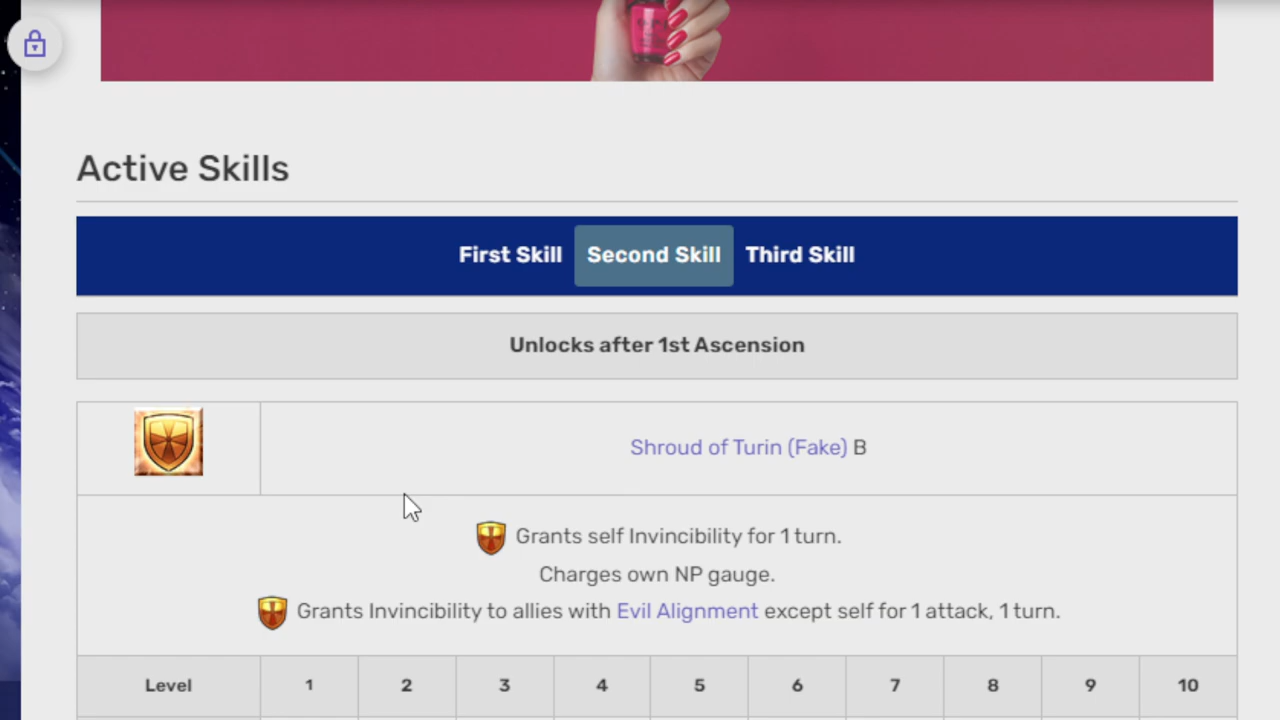 Active Skills
First Skill Second Skill Third Skill
Unlocks after 1st Ascension
Shroud of Turin (Fake) B
Grants self Invincibility for 1 turn.
Charges own NP gauge.
Grants Invincibility to allies with Evil Alignment except self for 1 attack, 1 turn.
Level 1 2 3 4 5 6 7 8 9 10